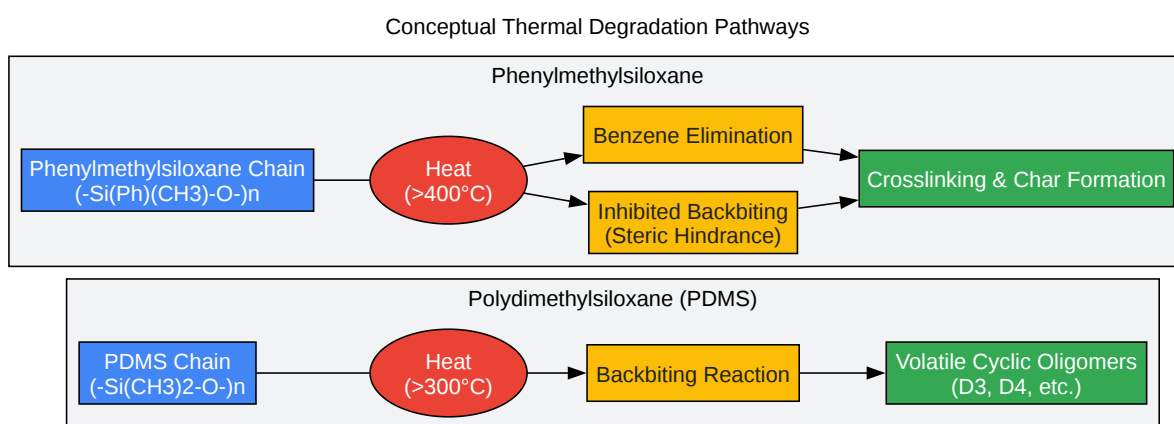 Conceptual Thermal Degradation Pathways
Phenylmethylsiloxane
Phenylmethylsiloxane Chain
(-Si(Ph)(CH3)-O-)n
Heat
(>400°C)
Benzene Elimination
Inhibited Backbiting
(Steric Hindrance)
Crosslinking & Char Formation
Polydimethylsiloxane (PDMS)
PDMS Chain
(-Si(CH3)2-O-)n
Heat
(>300°C)
Backbiting Reaction
Volatile Cyclic Oligomers
(D3, D4, etc.)